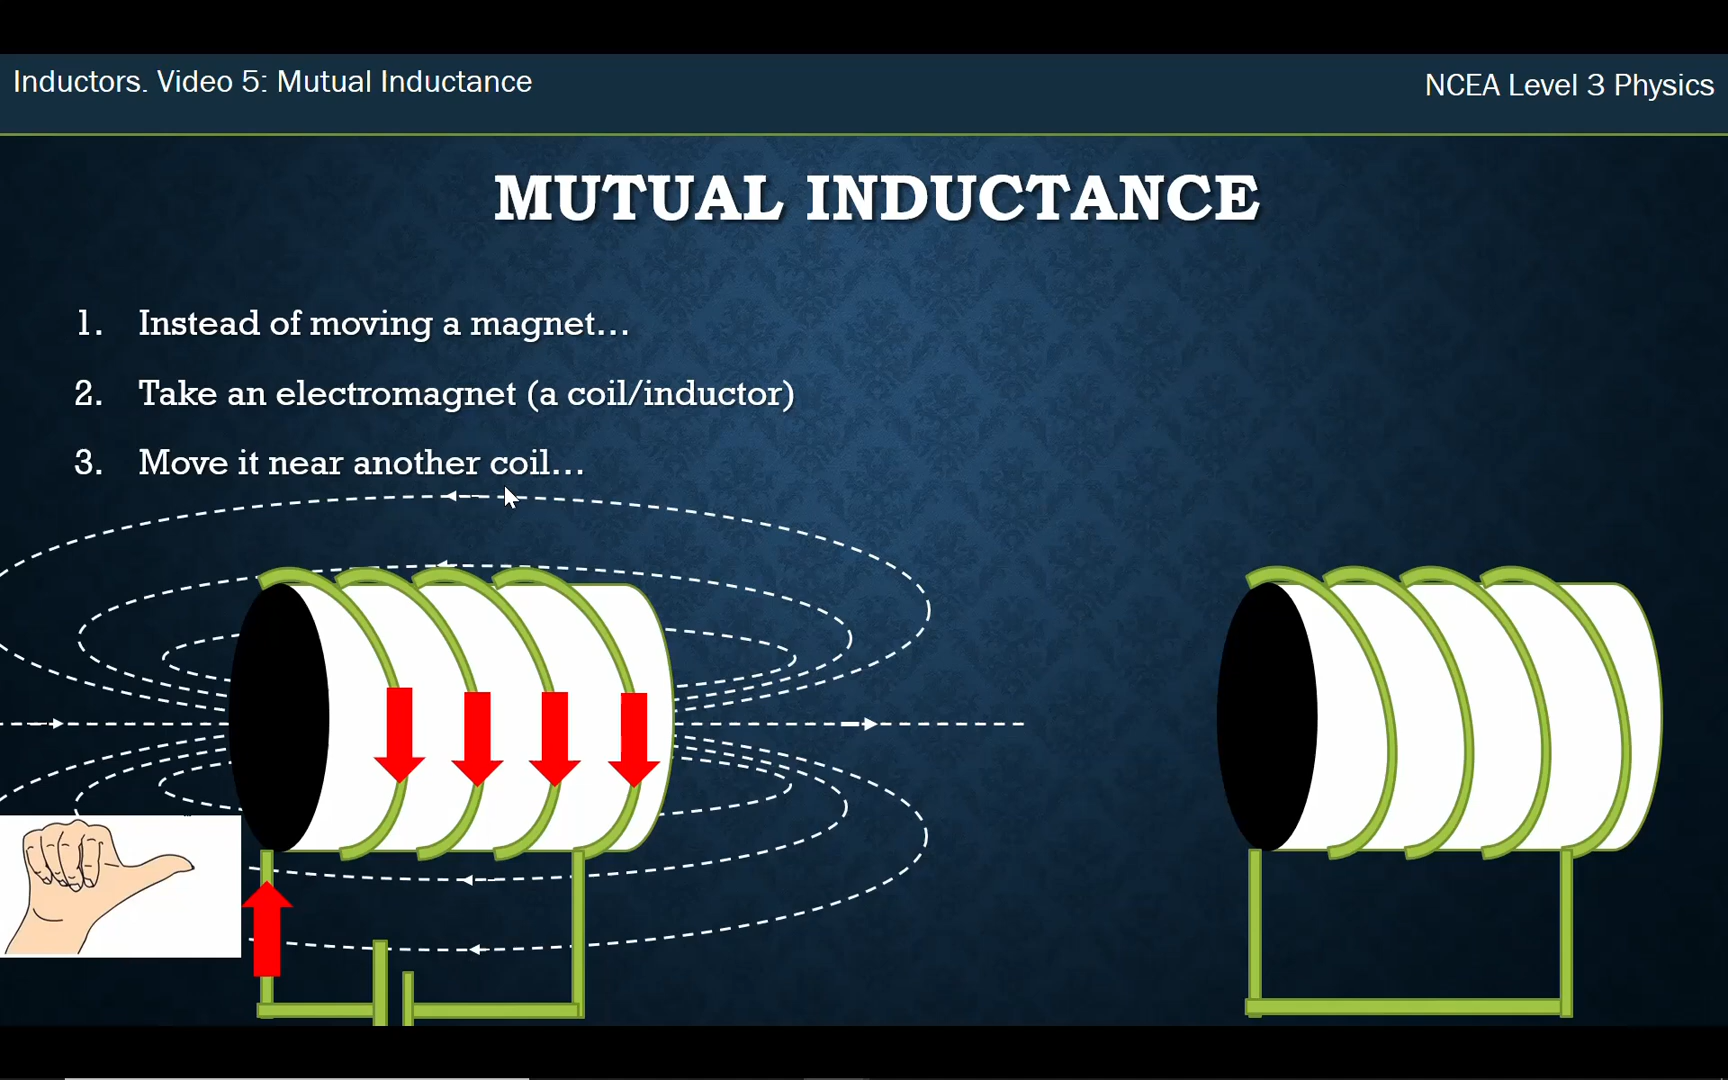 Inductors. Video 5: Mutual Inductance
NCEA Level 3 Physics
MUTUAL INDUCTANCE
1. Instead of moving a magnet…
2. Take an electromagnet (a coil/inductor)
3. Move it near another coil…